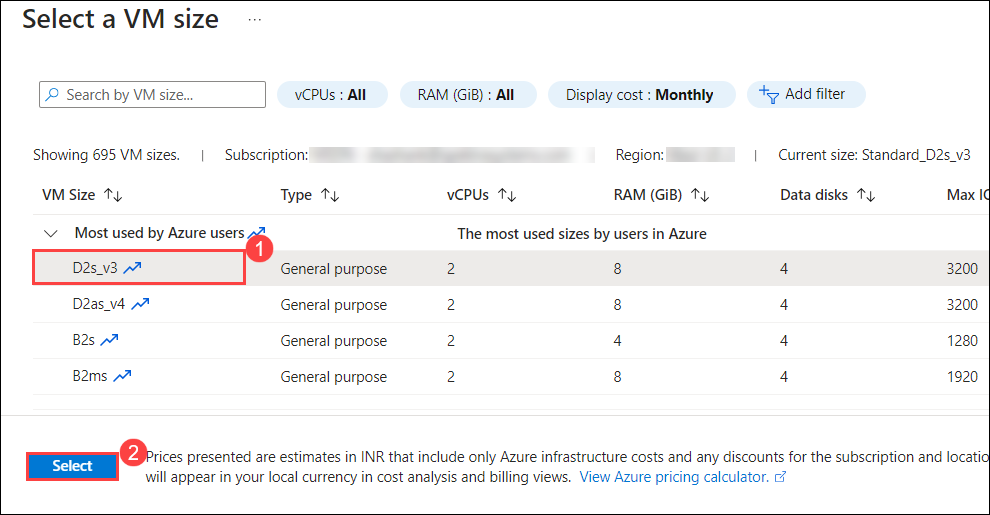 Select a VM size ...
Search by VM size... vCPUs : All RAM (GiB) : All Display cost : Monthly Add filter
Showing 695 VM sizes. | Subscription: | Region: | Current size: Standard_D2s_v3
VM Size Type vCPUs RAM (GiB) Data disks Max IO
Most used by Azure users The most used sizes by users in Azure
1
D2s_v3 General purpose 2 8 4 3200
D2as_v4 General purpose 2 8 4 3200
B2s General purpose 2 4 4 1280
B2ms General purpose 2 8 4 1920
Select 2 Prices presented are estimates in INR that include only Azure infrastructure costs and any discounts for the subscription and locatio
will appear in your local currency in cost analysis and billing views. View Azure pricing calculator.